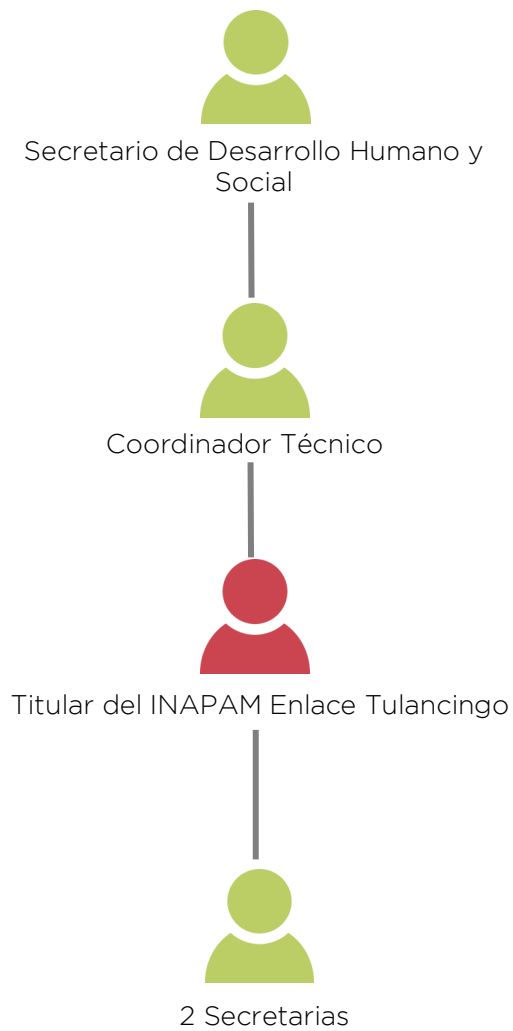 Secretario de Desarrollo Humano y
Social
Coordinador Técnico
Titular del INAPAM Enlace Tulancingo
2 Secretarias